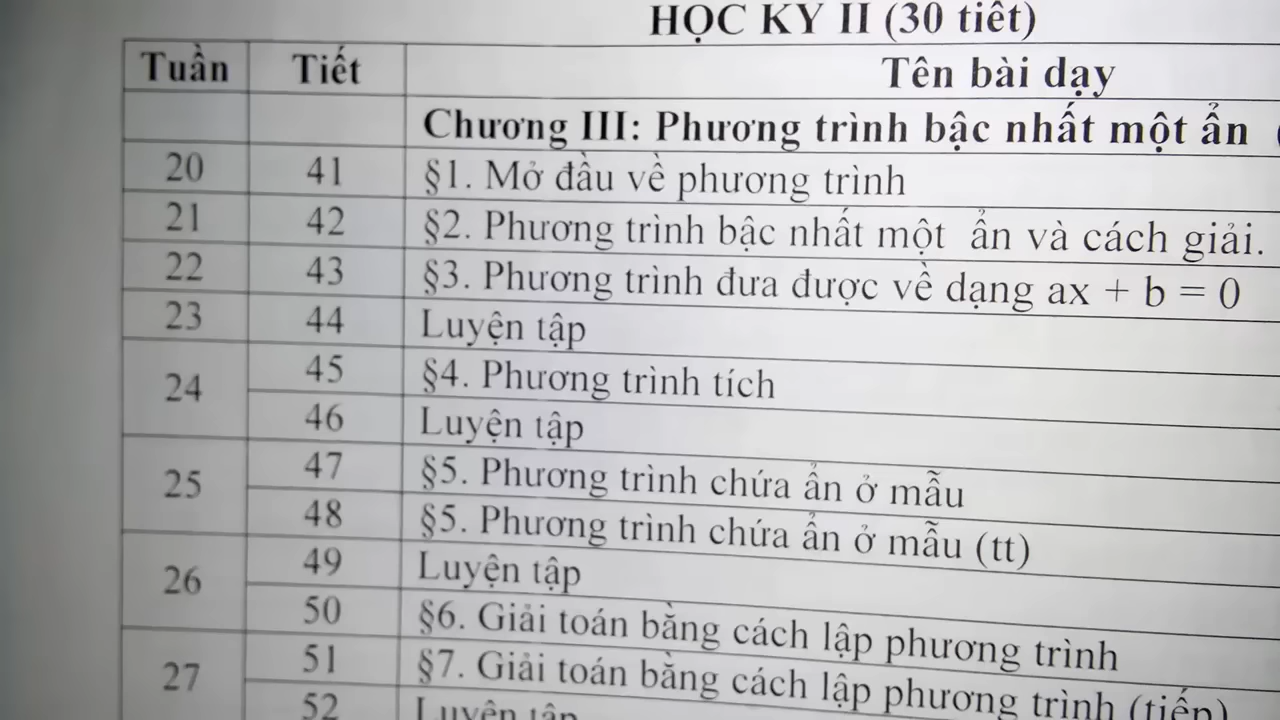 HỌC KỲ II (30 tiết)
Tuần Tiết Tên bài dạy
Chương III: Phương trình bậc nhất một ẩn (
20 41 §1. Mở đầu về phương trình
21 42 §2. Phương trình bậc nhất một ẩn và cách giải.
22 43 §3. Phương trình đưa được về dạng ax + b = 0
23 44 Luyện tập
24 45 §4. Phương trình tích
46 Luyện tập
25 47 §5. Phương trình chứa ẩn ở mẫu
48 §5. Phương trình chứa ẩn ở mẫu (tt)
26 49 Luyện tập
50 §6. Giải toán bằng cách lập phương trình
27 51 §7. Giải toán bằng cách lập phương trình (tiếp)
52 Luyện tập